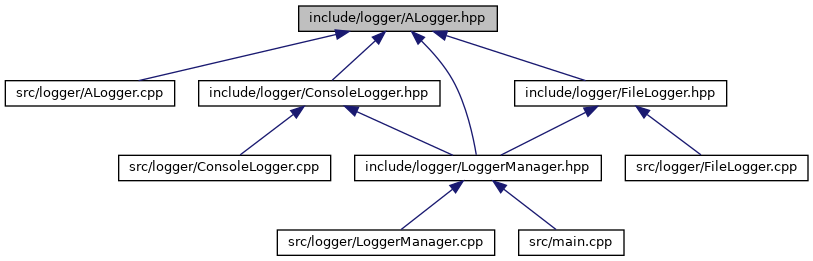 include/logger/ALogger.hpp
src/logger/ALogger.cpp
include/logger/ConsoleLogger.hpp
include/logger/FileLogger.hpp
src/logger/ConsoleLogger.cpp
include/logger/LoggerManager.hpp
src/logger/FileLogger.cpp
src/logger/LoggerManager.cpp
src/main.cpp